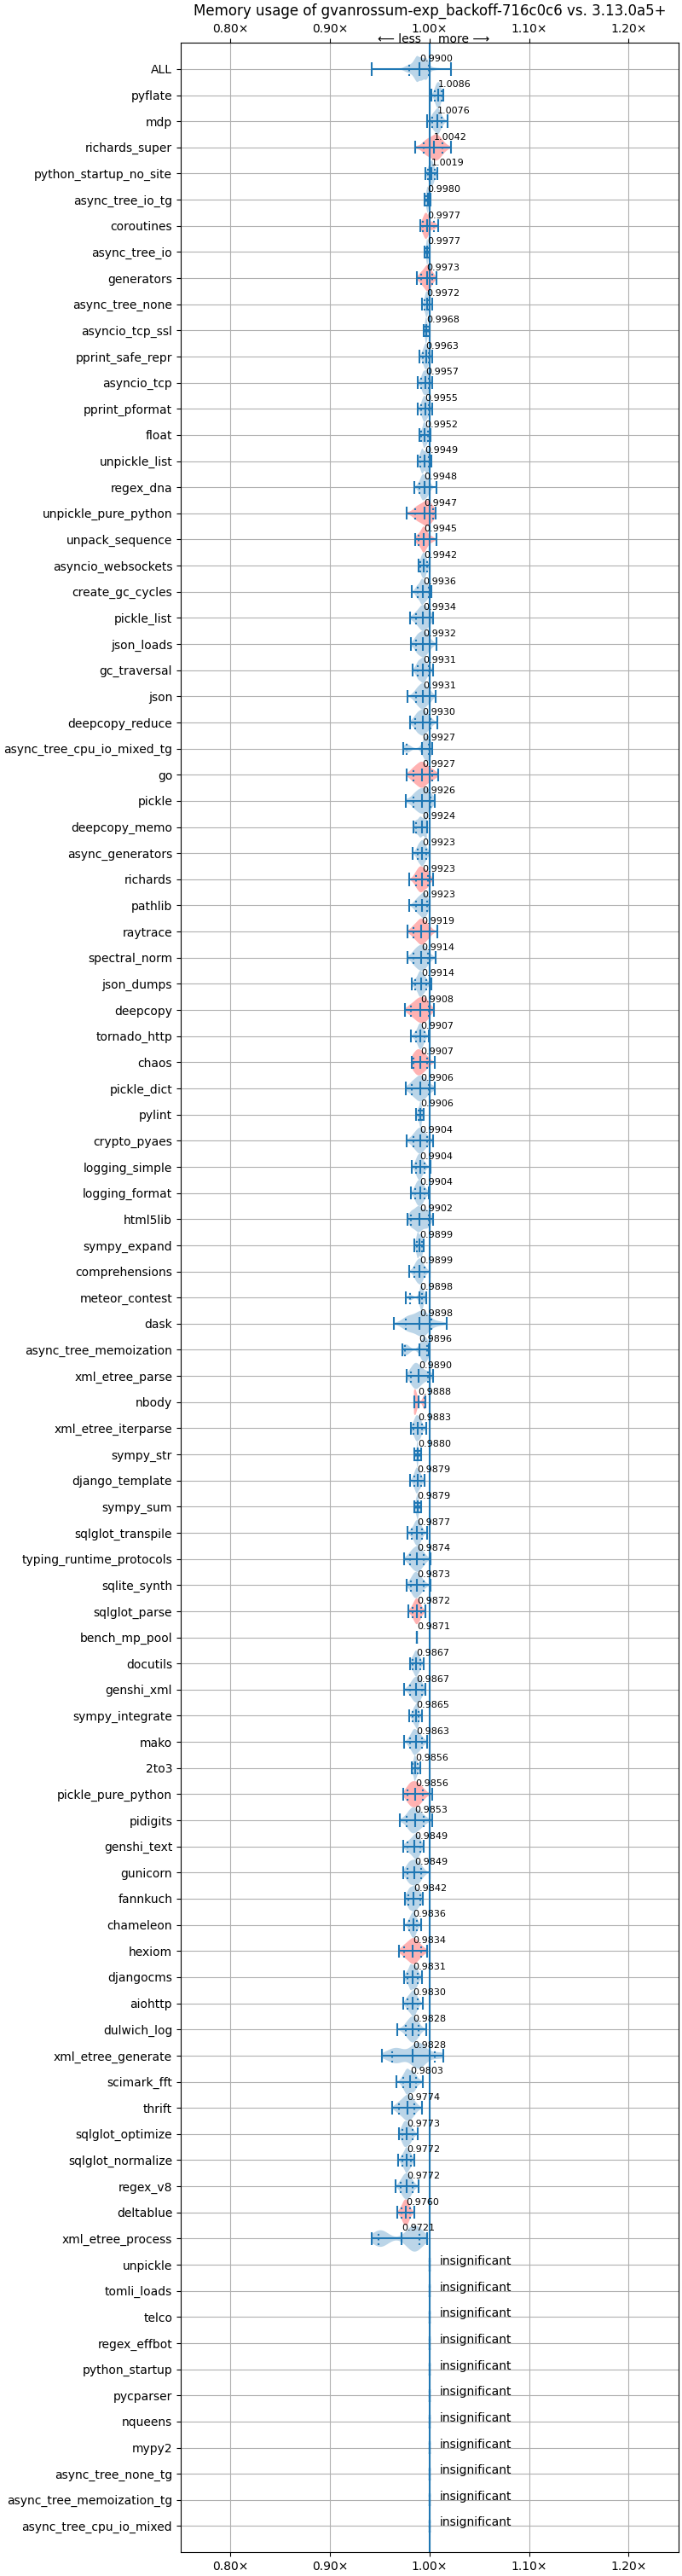 Memory usage of gvanrossum-exp_backoff-716c0c6 vs. 3.13.0a5+
0.80× 0.90× 1.00× 1.10× 1.20×
⟵ less more ⟶
ALL 0.9900
pyflate 1.0086
mdp 1.0076
richards_super 1.0042
python_startup_no_site 1.0019
async_tree_io_tg 0.9980
coroutines 0.9977
async_tree_io 0.9977
generators 0.9973
async_tree_none 0.9972
asyncio_tcp_ssl 0.9968
pprint_safe_repr 0.9963
asyncio_tcp 0.9957
pprint_pformat 0.9955
float 0.9952
unpickle_list 0.9949
regex_dna 0.9948
unpickle_pure_python 0.9947
unpack_sequence 0.9945
asyncio_websockets 0.9942
create_gc_cycles 0.9936
pickle_list 0.9934
json_loads 0.9932
gc_traversal 0.9931
json 0.9931
deepcopy_reduce 0.9930
async_tree_cpu_io_mixed_tg 0.9927
go 0.9927
pickle 0.9926
deepcopy_memo 0.9924
async_generators 0.9923
richards 0.9923
pathlib 0.9923
raytrace 0.9919
spectral_norm 0.9914
json_dumps 0.9914
deepcopy 0.9908
tornado_http 0.9907
chaos 0.9907
pickle_dict 0.9906
pylint 0.9906
crypto_pyaes 0.9904
logging_simple 0.9904
logging_format 0.9904
html5lib 0.9902
sympy_expand 0.9899
comprehensions 0.9899
meteor_contest 0.9898
dask 0.9898
async_tree_memoization 0.9896
xml_etree_parse 0.9890
nbody 0.9888
xml_etree_iterparse 0.9883
sympy_str 0.9880
django_template 0.9879
sympy_sum 0.9879
sqlglot_transpile 0.9877
typing_runtime_protocols 0.9874
sqlite_synth 0.9873
sqlglot_parse 0.9872
bench_mp_pool 0.9871
docutils 0.9867
genshi_xml 0.9867
sympy_integrate 0.9865
mako 0.9863
2to3 0.9856
pickle_pure_python 0.9856
pidigits 0.9853
genshi_text 0.9849
gunicorn 0.9849
fannkuch 0.9842
chameleon 0.9836
hexiom 0.9834
djangocms 0.9831
aiohttp 0.9830
dulwich_log 0.9828
xml_etree_generate 0.9828
scimark_fft 0.9803
thrift 0.9774
sqlglot_optimize 0.9773
sqlglot_normalize 0.9772
regex_v8 0.9772
deltablue 0.9760
xml_etree_process 0.9721
unpickle insignificant
tomli_loads insignificant
telco insignificant
regex_effbot insignificant
python_startup insignificant
pycparser insignificant
nqueens insignificant
mypy2 insignificant
async_tree_none_tg insignificant
async_tree_memoization_tg insignificant
async_tree_cpu_io_mixed insignificant
0.80× 0.90× 1.00× 1.10× 1.20×